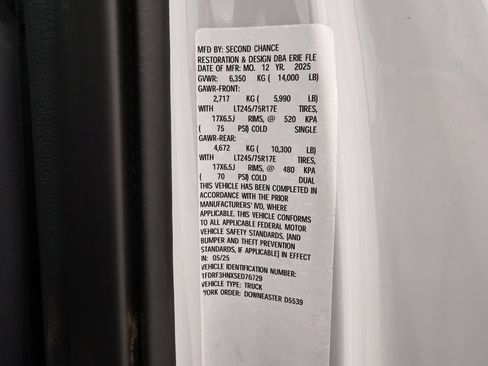 MFD BY: SECOND CHANCE
RESTORATION & DESIGN DBA ERIE FLE
DATE OF MFR: MO. 12 YR. 2025
GVWR: 6,350 KG ( 14,000 LB)
GAWR-FRONT:
2,717 KG ( 5,990 LB)
WITH LT245/75R17E TIRES,
17X6.5J RIMS, @ 520 KPA
( 75 PSI) COLD SINGLE
GAWR-REAR:
4,672 KG ( 10,300 LB)
WITH LT245/75R17E TIRES,
17X6.5J RIMS, @ 480 KPA
( 70 PSI) COLD DUAL
THIS VEHICLE HAS BEEN COMPLETED IN
ACCORDANCE WITH THE PRIOR
MANUFACTURERS' IVD, WHERE
APPLICABLE. THIS VEHICLE CONFORMS
TO ALL APPLICABLE FEDERAL MOTOR
VEHICLE SAFETY STANDARDS, [AND
BUMPER AND THEFT PREVENTION
STANDARDS, IF APPLICABLE] IN EFFECT
IN: 05/25
VEHICLE IDENTIFICATION NUMBER:
1FDRF3HNXSED76729
VEHICLE TYPE: TRUCK
YORK ORDER: DOWNEASTER D5539